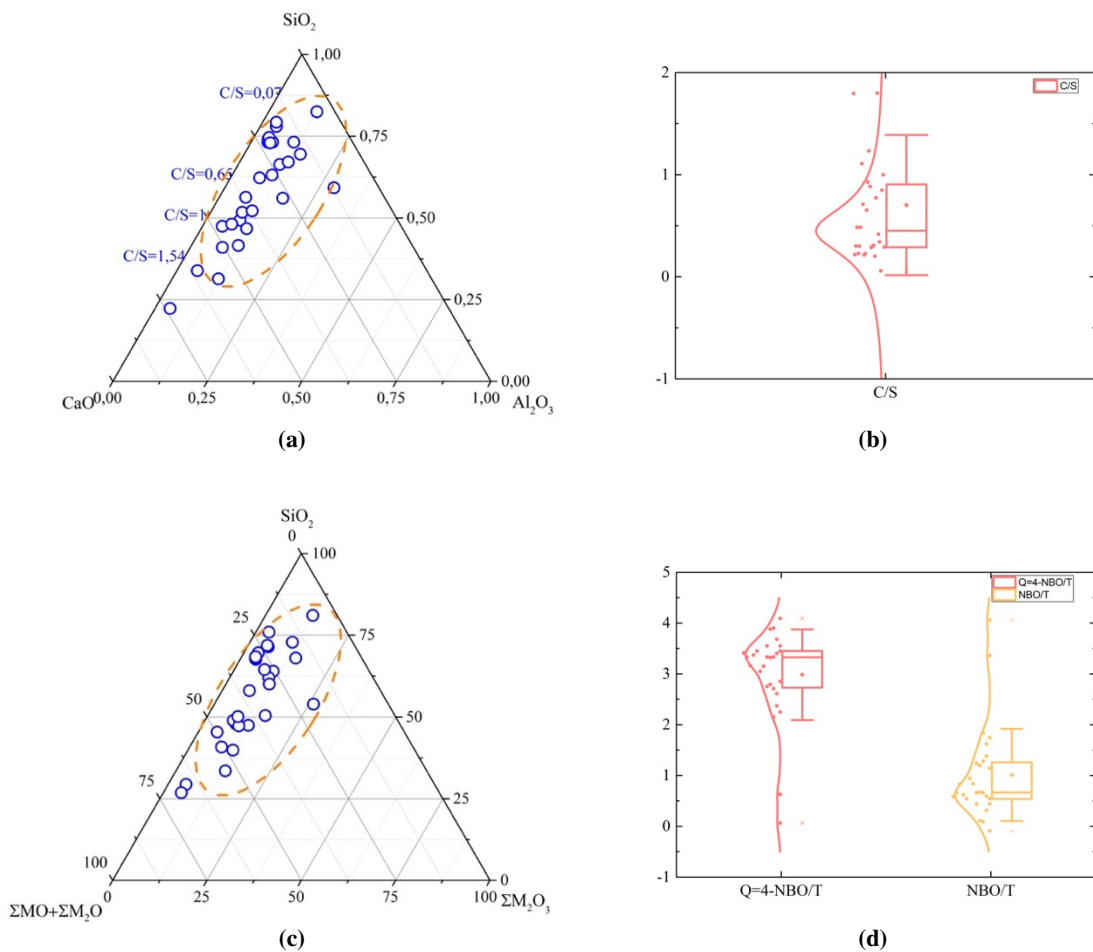 SiO₂
1,00
C/S=0,07
0,75
C/S=0,65
C/S=1
0,50
C/S=1,54
0,25
0,00
CaO
0,00
0,25
0,50
0,75
1,00
Al₂O₃
(a)
2
C/S
1
0
-1
C/S
(b)
SiO₂
0
100
25
75
50
50
75
25
100
0
0
25
50
75
100
ΣMO+ΣM₂O
ΣM₂O₃
(c)
5
Q=4-NBO/T
NBO/T
4
3
2
1
0
-1
Q=4-NBO/T
NBO/T
(d)